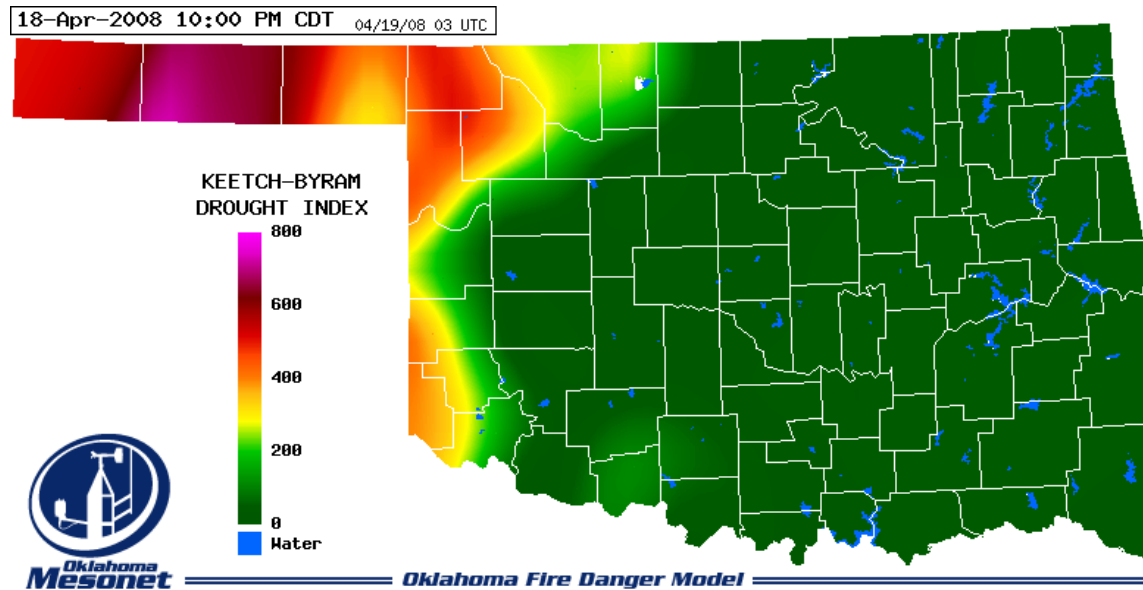 18-Apr-2008 10:00 PM CDT 04/19/08 03 UTC
KEETCH-BYRAM
DROUGHT INDEX
800
600
400
200
0
Water
Oklahoma
Mesonet
Oklahoma Fire Danger Model